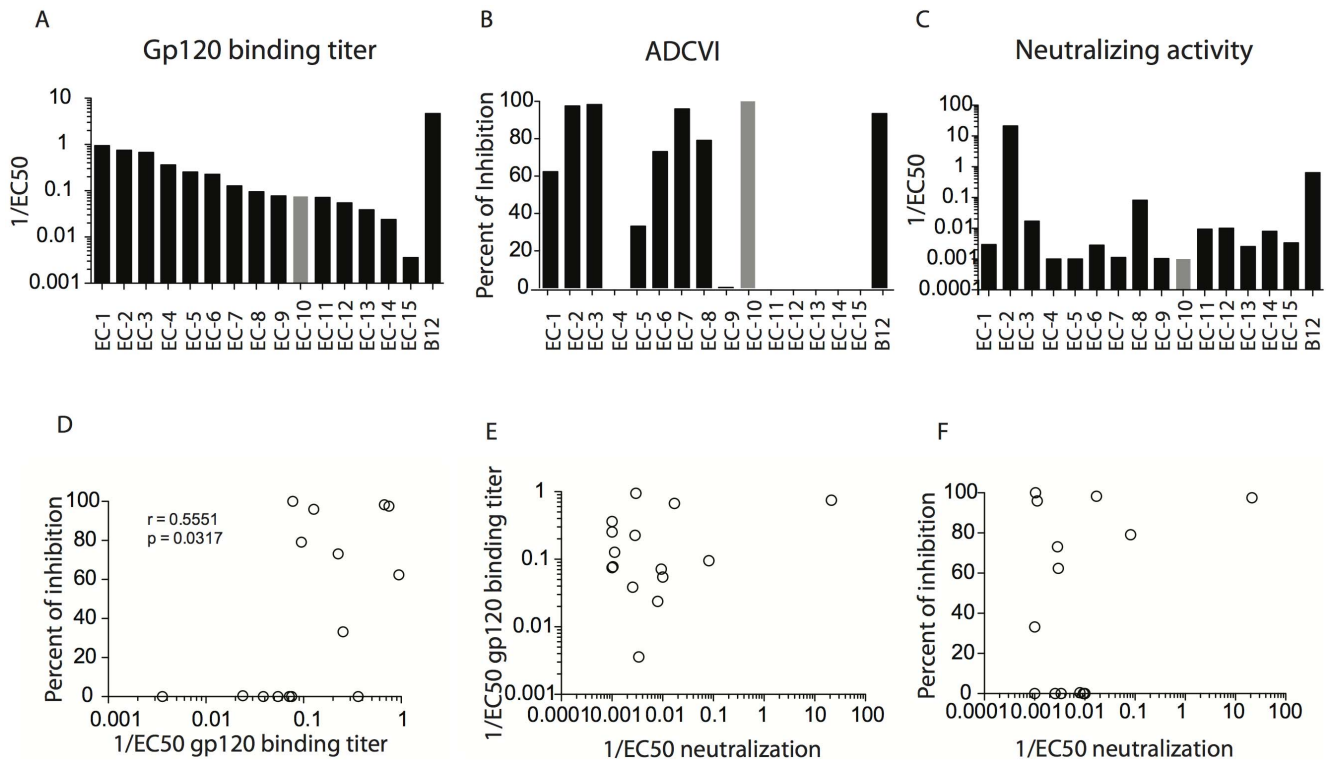 A
B
C
Gp120 binding titer
ADCVI
Neutralizing activity
1/EC50
10
1
0.1
0.01
0.001
EC-1
EC-2
EC-3
EC-4
EC-5
EC-6
EC-7
EC-8
EC-9
EC-10
EC-11
EC-12
EC-13
EC-14
EC-15
B12
Percent of Inhibition
100
80
60
40
20
0
EC-1
EC-2
EC-3
EC-4
EC-5
EC-6
EC-7
EC-8
EC-9
EC-10
EC-11
EC-12
EC-13
EC-14
EC-15
B12
1/EC50
100
10
1
0.1
0.01
0.001
0.000
EC-1
EC-2
EC-3
EC-4
EC-5
EC-6
EC-7
EC-8
EC-9
EC-10
EC-11
EC-12
EC-13
EC-14
EC-15
B12
D
E
F
Percent of inhibition
100
80
60
40
20
0
r = 0.5551
p = 0.0317
0.001
0.01
0.1
1
1/EC50 gp120 binding titer
1/EC50 gp120 binding titer
1
0.1
0.01
0.001
0.0001
0.001
0.01
0.1
1
10
100
1/EC50 neutralization
Percent of inhibition
100
80
60
40
20
0
0.0001
0.001
0.01
0.1
1
10
100
1/EC50 neutralization